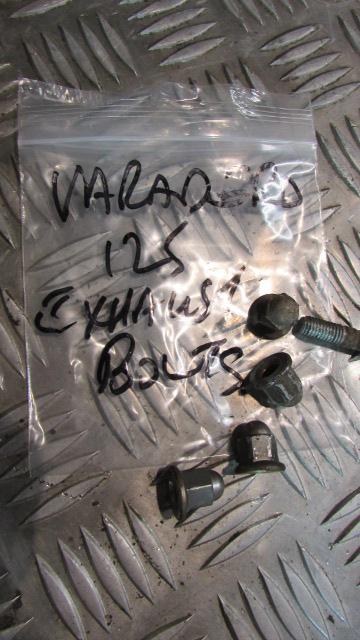 VARADERO
125
EXHAUST
BOLTS